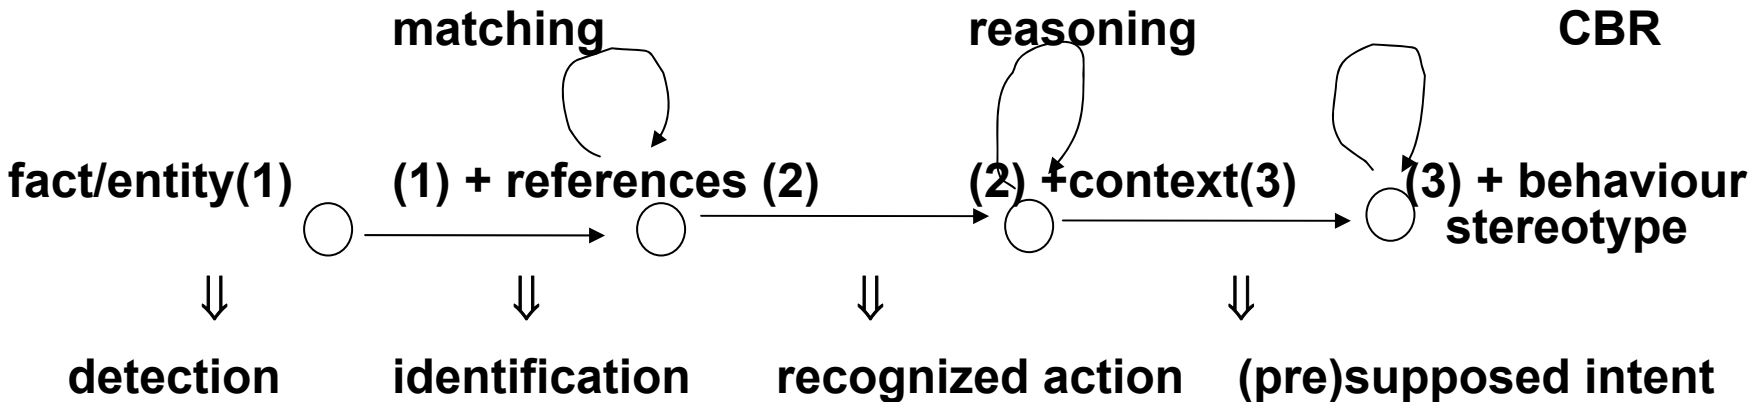 matching reasoning CBR
fact/entity(1) (1) + references (2) (2) +context(3) (3) + behaviour
stereotype
⇓ ⇓ ⇓ ⇓
detection identification recognized action (pre)supposed intent